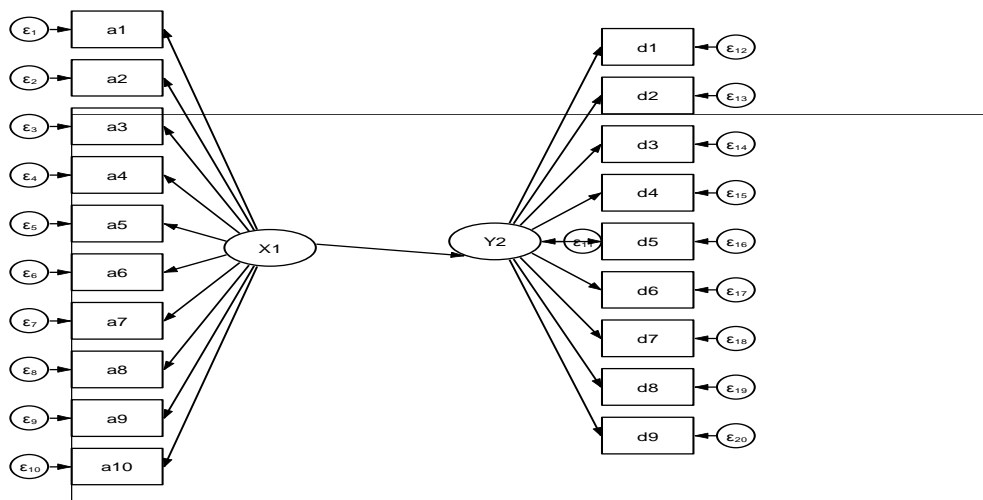 ε₁ a1
ε₂ a2
ε₃ a3
ε₄ a4
ε₅ a5
ε₆ a6
ε₇ a7
ε₈ a8
ε₉ a9
ε₁₀ a10
X1
Y2
ε₁₁
d1 ε₁₂
d2 ε₁₃
d3 ε₁₄
d4 ε₁₅
d5 ε₁₆
d6 ε₁₇
d7 ε₁₈
d8 ε₁₉
d9 ε₂₀